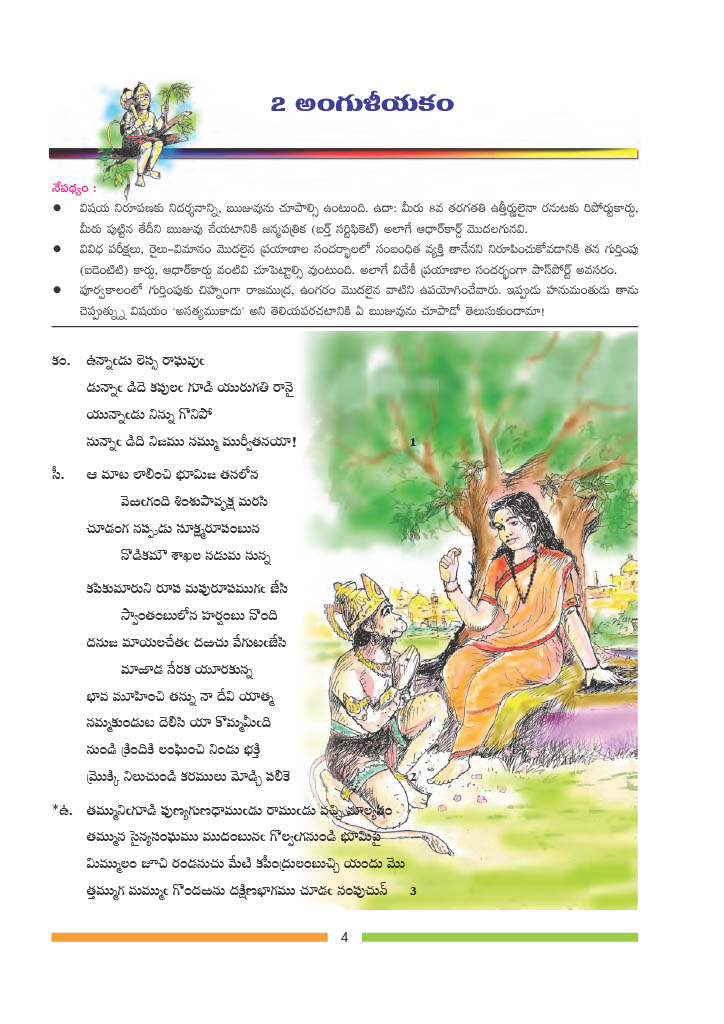 2 అంగుళీయకం
నేపథ్యం :
● విషయ నిరూపణకు నిదర్శనాన్ని, ఋజువును చూపాల్సి ఉంటుంది. ఉదా: మీరు 8వ తరగతతి ఉత్తీర్ణులైనా రనుటకు రిపోర్టుకార్డు,
మీరు పుట్టిన తేదీని ఋజువు చేయటానికి జన్మపత్రిక (బర్త్ సర్టిఫికెట్) అలాగే ఆధార్‌కార్డ్ మొదలగునవి.
● వివిధ పరీక్షలు, రైలు-విమానం మొదలైన ప్రయాణాల సందర్భాలలో సంబంధిత వ్యక్తి తానేనని నిరూపించుకోవడానికి తన గుర్తింపు
(ఐడెంటిటి) కార్డు, ఆధార్‌కార్డు వంటివి చూపెట్టాల్సి వుంటుంది. అలాగే విదేశీ ప్రయాణాల సందర్భంగా పాస్‌పోర్ట్ అవసరం.
● పూర్వకాలంలో గుర్తింపుకు చిహ్నంగా రాజముద్ర, ఉంగరం మొదలైన వాటిని ఉపయోగించేవారు. ఇప్పుడు హనుమంతుడు తాను
చెప్పుత్న్ను విషయం 'అసత్యముకాదు' అని తెలియపరచటానికి ఏ ఋజువును చూపాడో తెలుసుకుందామా!
కం. ఉన్నాఁడు లెస్స రాఘవుఁ
డున్నాఁ డిదె కపులఁ గూడి యురుగతి రానై
యున్నాఁడు నిన్ను గొనిపో
నున్నాఁ డిది నిజము నమ్ము ముర్వీతనయా! 1
సీ. ఆ మాట లాలించి భూమిజ తనలోన
వెఱఁగంది శింశుపావృక్ష మరసి
చూడంగ నప్పుడు సూక్ష్మరూపంబున
నొడికమౌ శాఖల నడుమ నున్న
కపికుమారుని రూప మపురూపముగఁ జేసి
స్వాంతంబులోన హర్షంబు నొంది
దనుజ మాయలచేతఁ దఱచు వేగుటఁజేసి
మాఱాడ నేరక యూరకున్న
భావ మూహించి తన్ను నా దేవి యాత్మ
నమ్మకుండుట దెలిసి యా కొమ్మమీఁది
నుండి క్రిందికి లంఘించి నిండు భక్తి
మ్రొక్కి నిలుచుండి కరములు మోడ్చి పలికె 2
*ఉ. తమ్మునిఁగూడి పుణ్యగుణధాముఁడు రాముఁడు వచ్చి మాల్యకం
తమ్మున సైన్యసంఘము ముదంబునఁ గొల్వఁగనుండి భూమిపై
మిమ్ములం జూచి రండనుచు మేటి కపీంద్రులంబుచ్చి యందు మొ
త్తమ్ముగ మమ్ముఁ గొందఱను దక్షిణభాగము చూడఁ నంపుచున్ 3
4